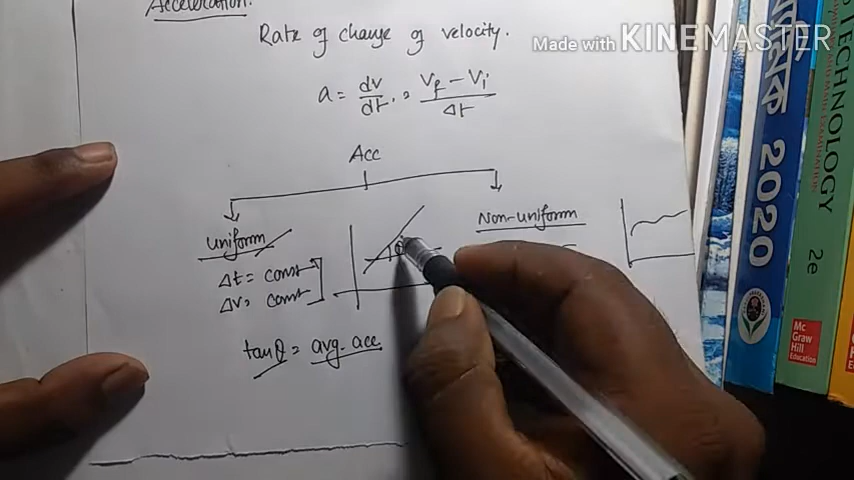 Acceleration.
Rate of change of velocity.
Made with KINEMASTER
a = dv/dt, = Vf - Vi / Δt
Acc
Uniform
Non-uniform
Δt = const
Δv = const
θ
tanθ = avg. acc
TECHNOLOGY
2020
2e
Mc
Graw
Hill
Education